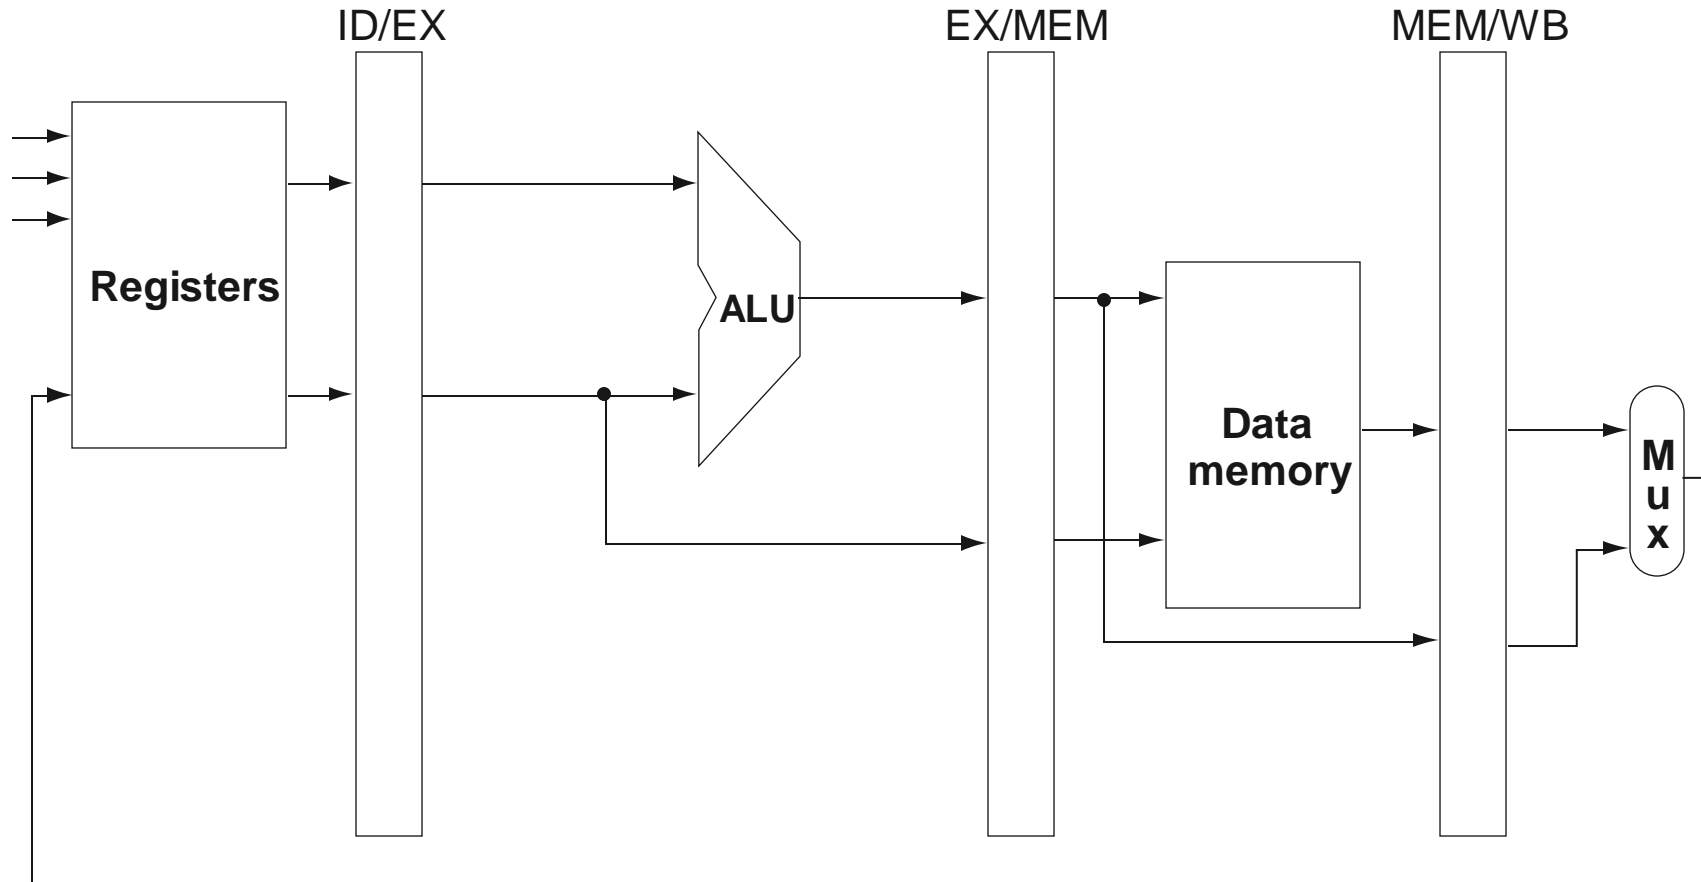 ID/EX
EX/MEM
MEM/WB
Registers
ALU
Data
memory
M
u
x